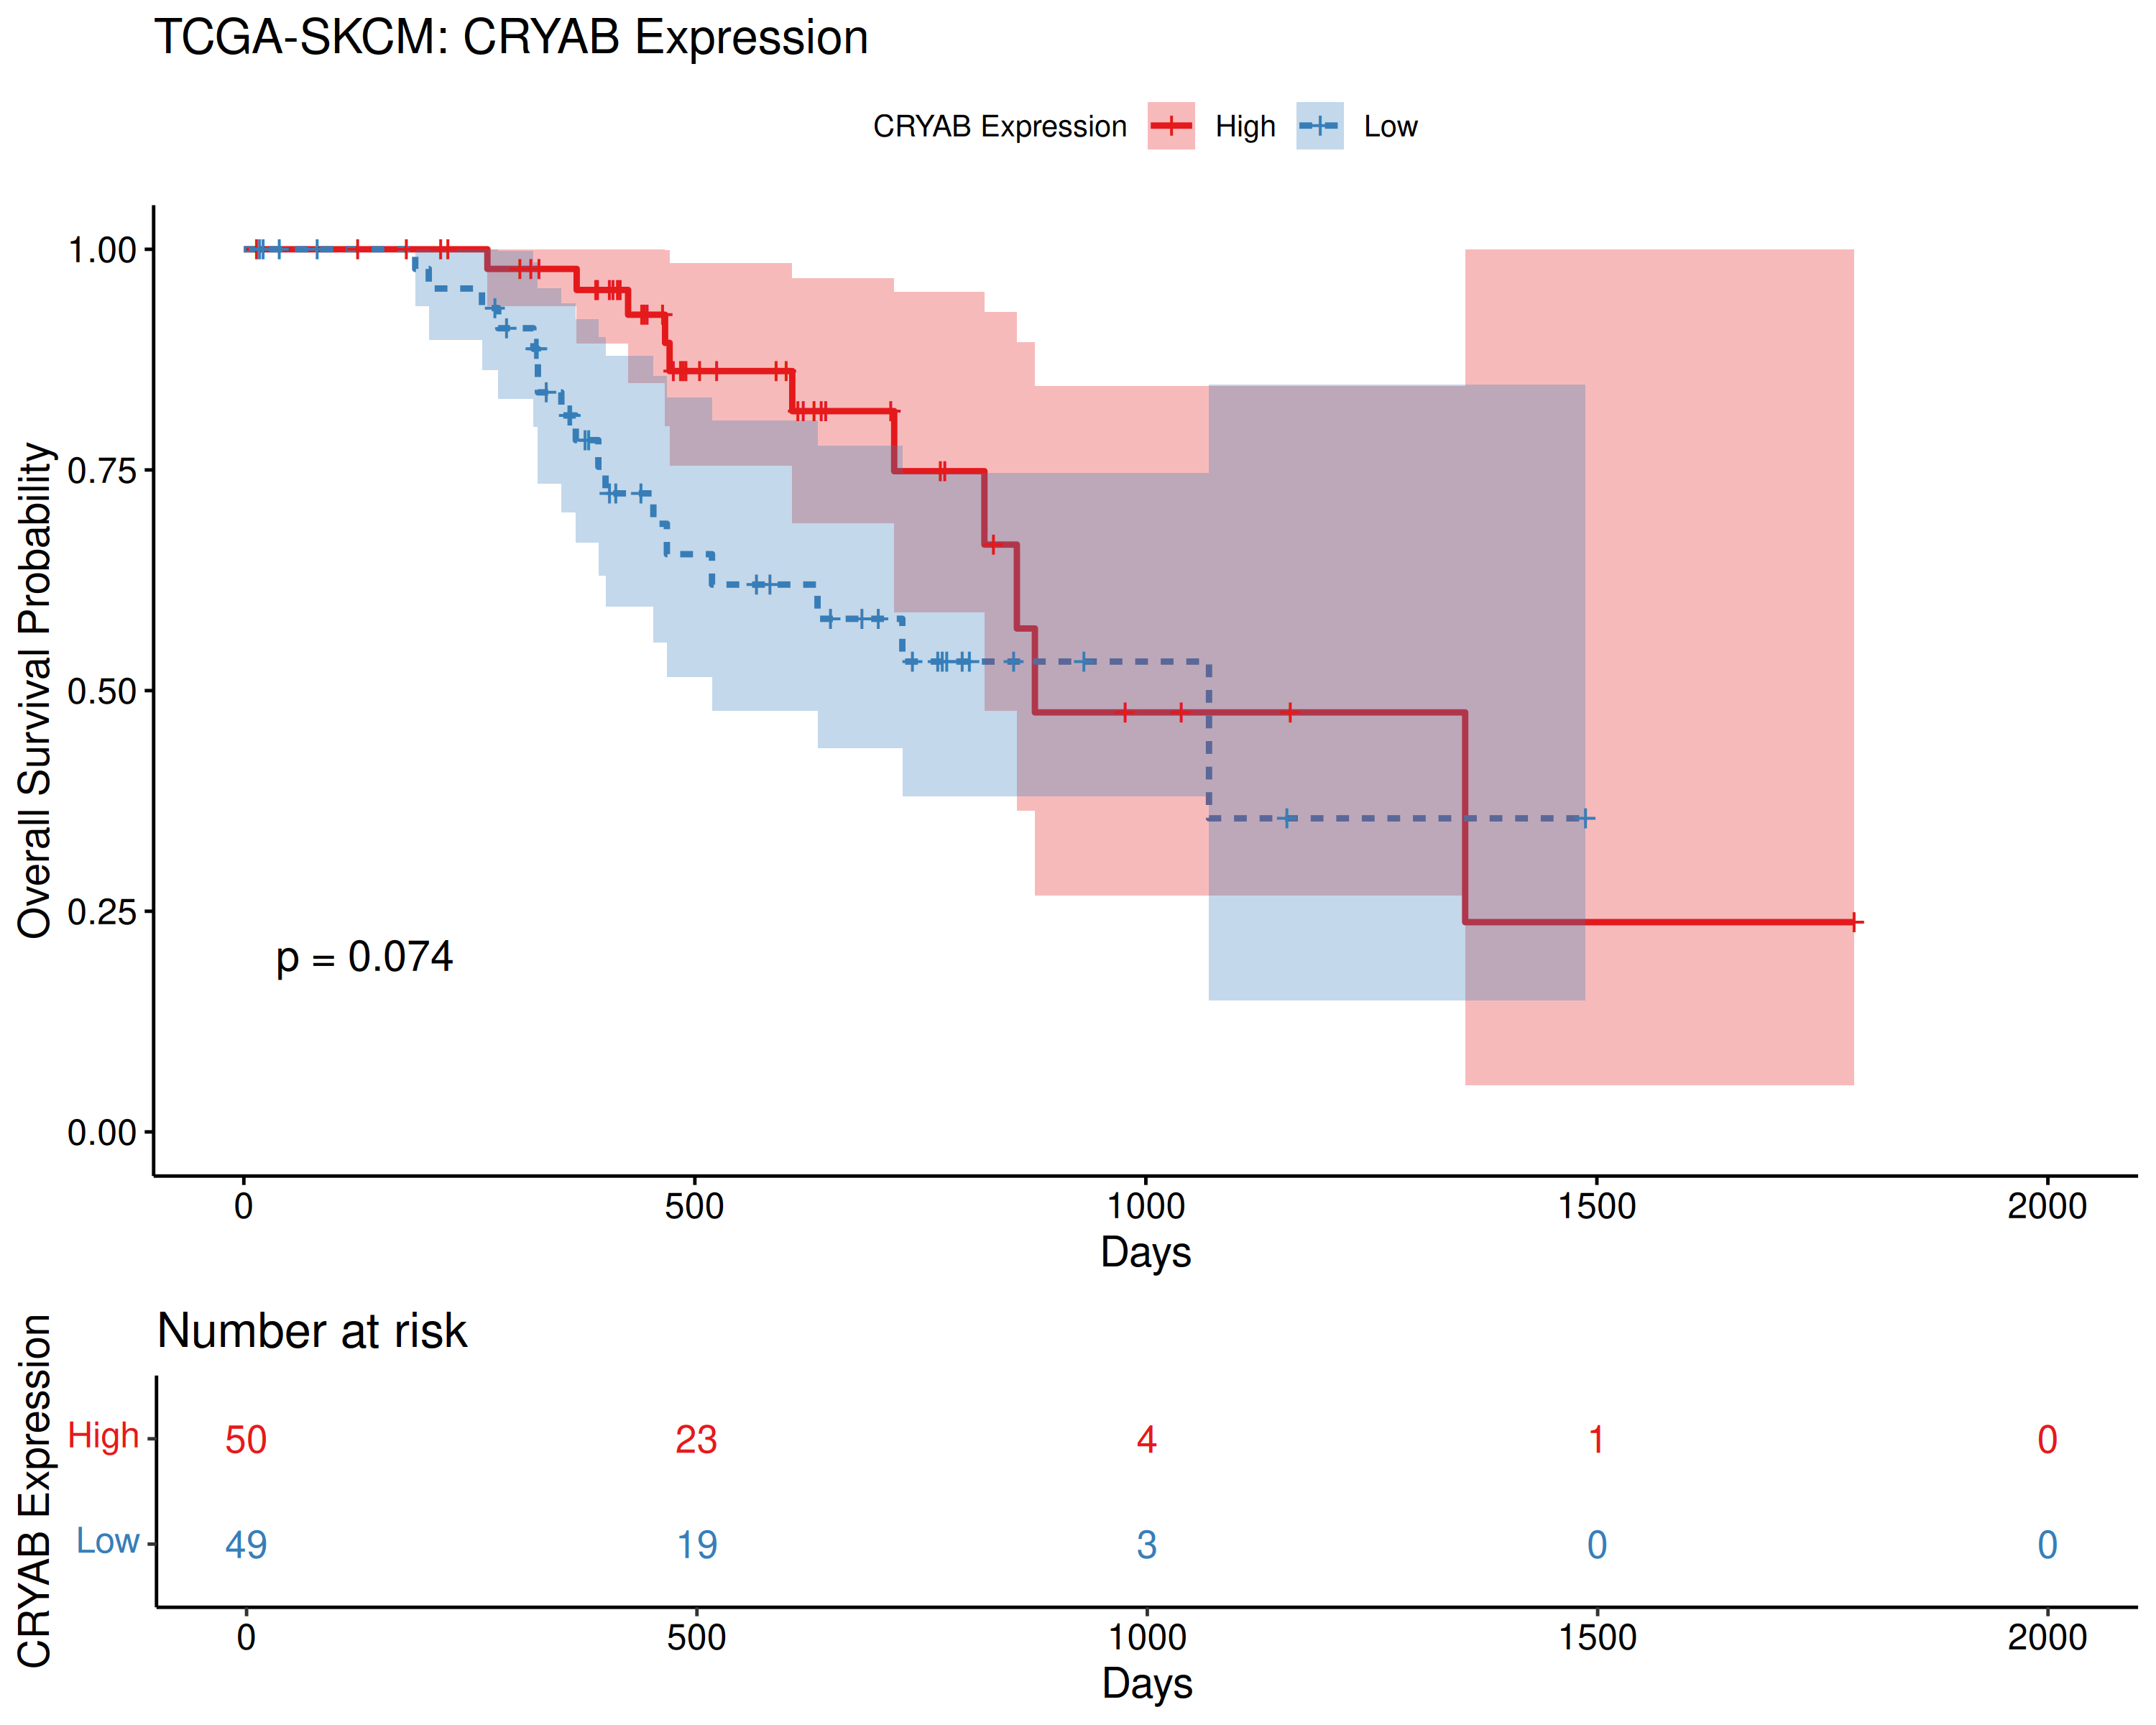 TCGA-SKCM: CRYAB Expression
CRYAB Expression High Low
Overall Survival Probability
1.00
0.75
0.50
0.25
0.00
p = 0.074
0 500 1000 1500 2000
Days
Number at risk
CRYAB Expression
High 50 23 4 1 0
Low 49 19 3 0 0
0 500 1000 1500 2000
Days